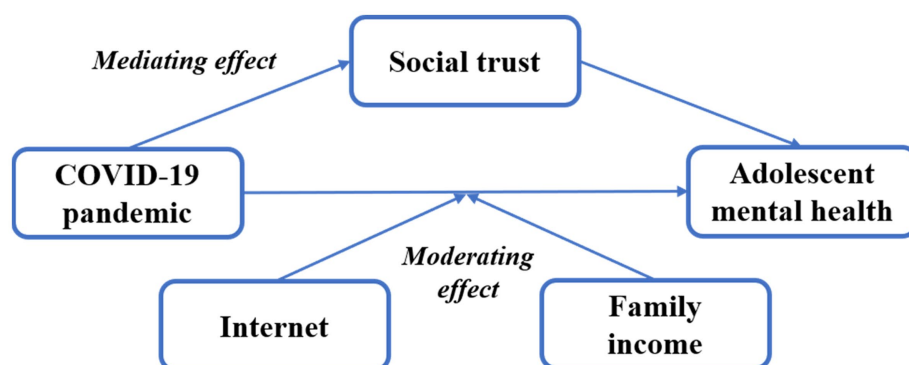 Mediating effect
Social trust
COVID-19
pandemic
Adolescent
mental health
Moderating
effect
Internet
Family
income